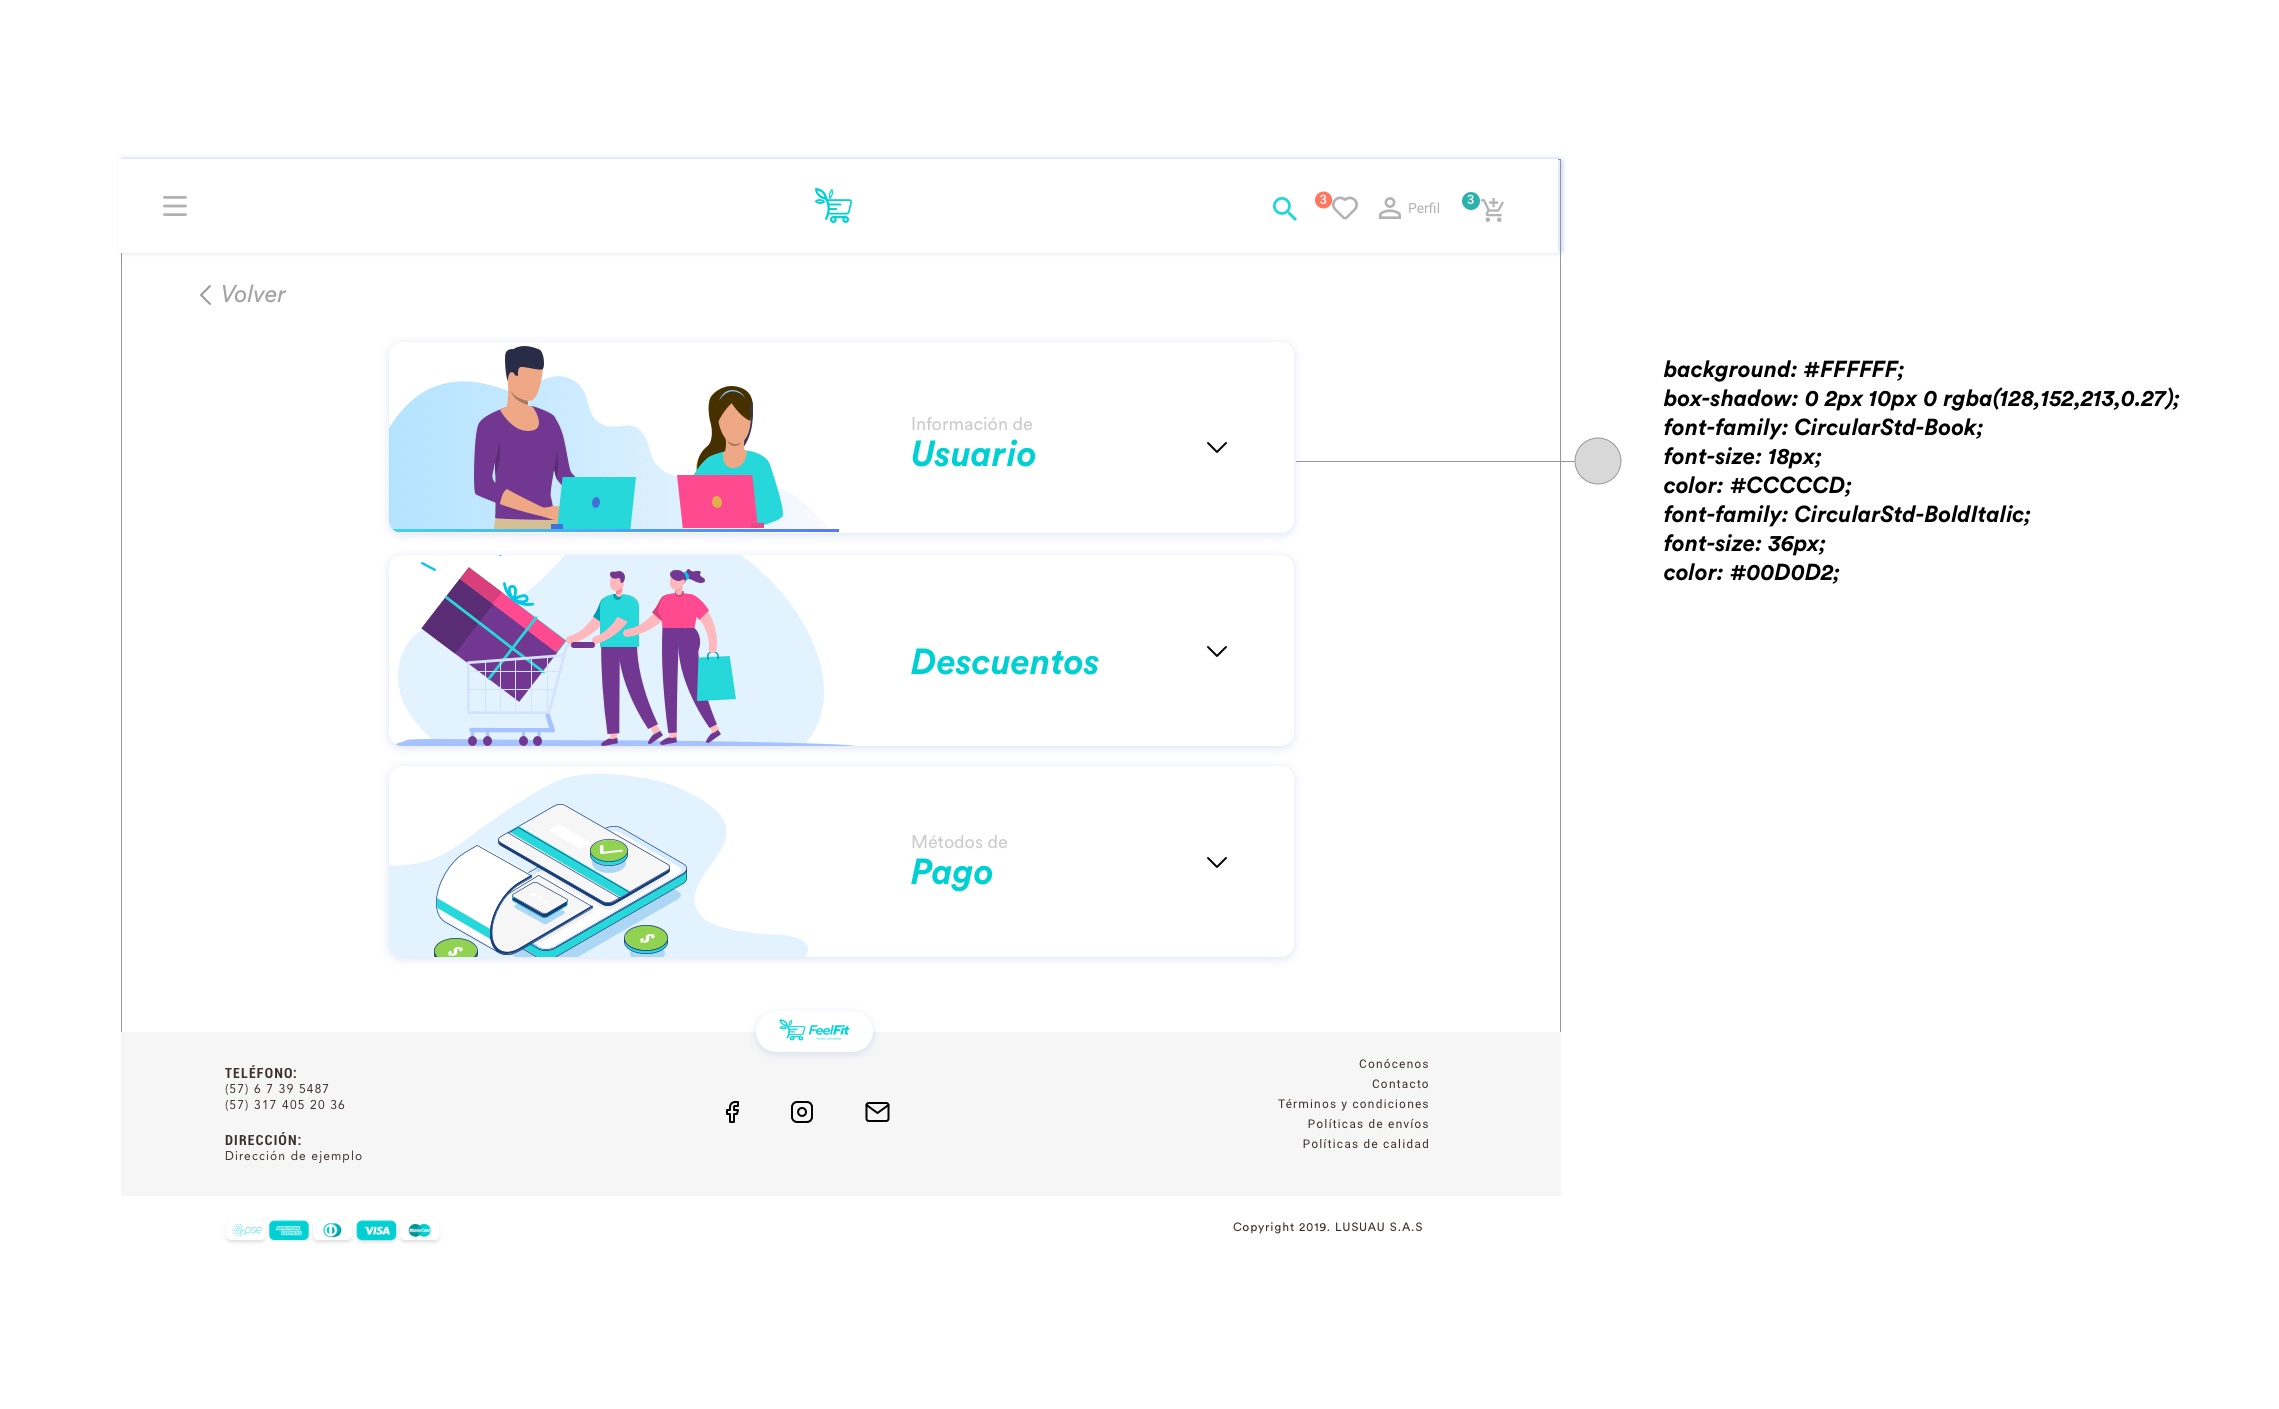 3
Perfil
3
Volver
Información de
Usuario
Descuentos
Métodos de
Pago
background: #FFFFFF;
box-shadow: 0 2px 10px 0 rgba(128,152,213,0.27);
font-family: CircularStd-Book;
font-size: 18px;
color: #CCCCCD;
font-family: CircularStd-BoldItalic;
font-size: 36px;
color: #00D0D2;
FeelFit
TELÉFONO:
(57) 6 7 39 5487
(57) 317 405 20 36
DIRECCIÓN:
Dirección de ejemplo
Conócenos
Contacto
Términos y condiciones
Políticas de envíos
Políticas de calidad
pse
AMERICAN EXPRESS
VISA
MasterCard
Copyright 2019. LUSUAU S.A.S